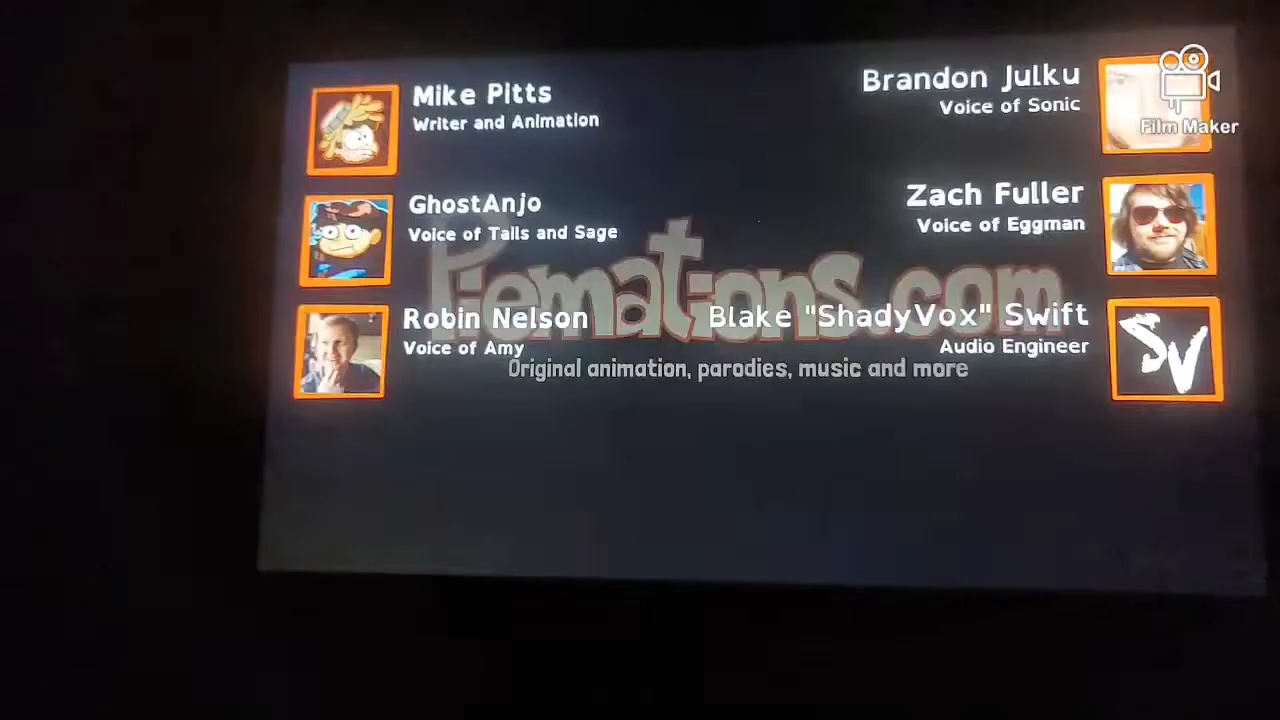 Mike Pitts
Writer and Animation
Brandon Julku
Voice of Sonic
Film Maker
GhostAnjo
Voice of Tails and Sage
Zach Fuller
Voice of Eggman
Piemations.com
Robin Nelson
Voice of Amy
Blake "ShadyVox" Swift
Audio Engineer
SV
Original animation, parodies, music and more